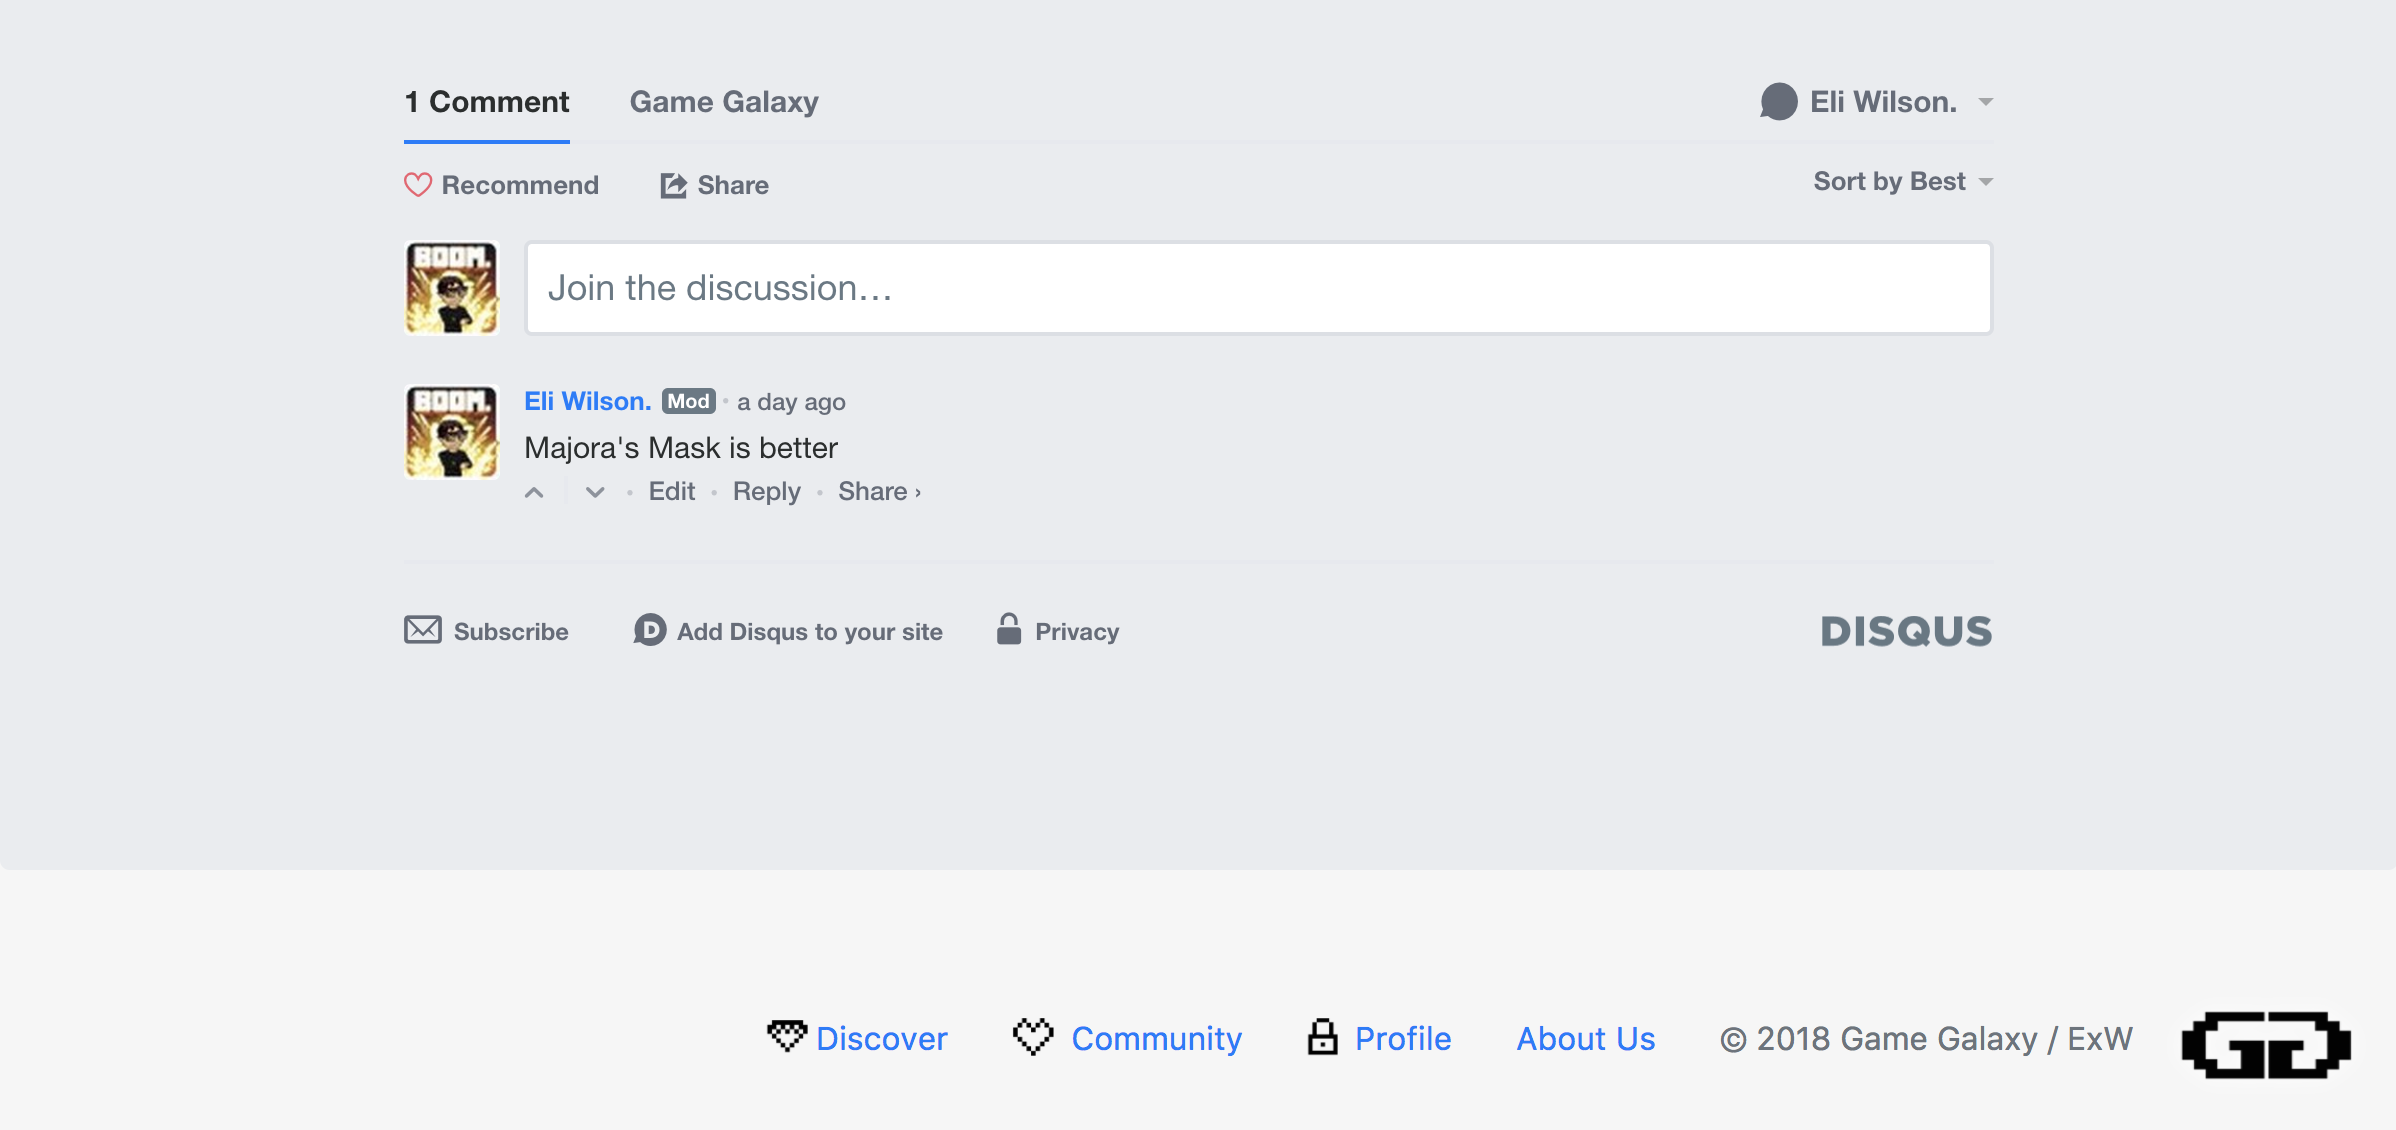 1 Comment Game Galaxy Eli Wilson.
Recommend Share Sort by Best
BOOM.
Join the discussion…
BOOM.
Eli Wilson. Mod • a day ago
Majora's Mask is better
• Edit • Reply • Share ›
Subscribe D Add Disqus to your site Privacy DISQUS
Discover Community Profile About Us © 2018 Game Galaxy / ExW GG